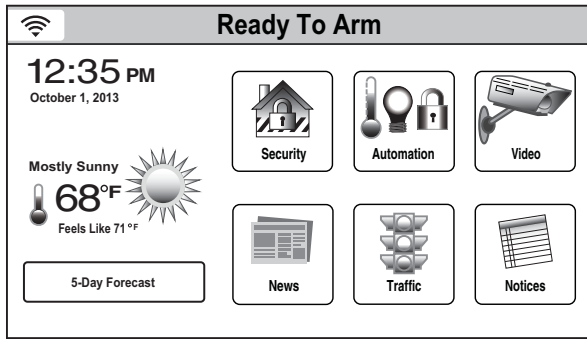 Ready To Arm
12:35 PM
October 1, 2013
Mostly Sunny
68°F
Feels Like 71°F
5-Day Forecast
Security
Automation
Video
News
Traffic
Notices